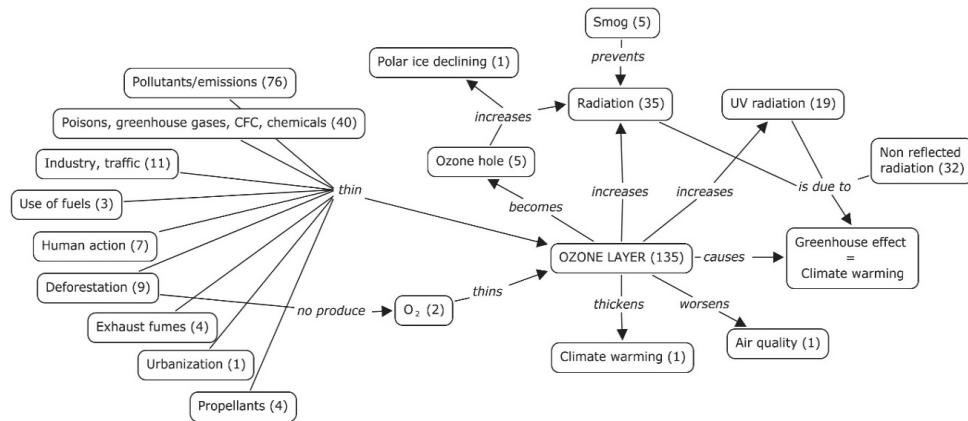 Smog (5)
prevents
Polar ice declining (1)
Pollutants/emissions (76)
Radiation (35)
UV radiation (19)
increases
Poisons, greenhouse gases, CFC, chemicals (40)
Ozone hole (5)
Non reflected
radiation (32)
Industry, traffic (11)
thin
is due to
increases
increases
Use of fuels (3)
becomes
Human action (7)
OZONE LAYER (135)
causes
Greenhouse effect
=
Climate warming
Deforestation (9)
thins
no produce
O₂ (2)
thickens
worsens
Exhaust fumes (4)
Air quality (1)
Climate warming (1)
Urbanization (1)
Propellants (4)